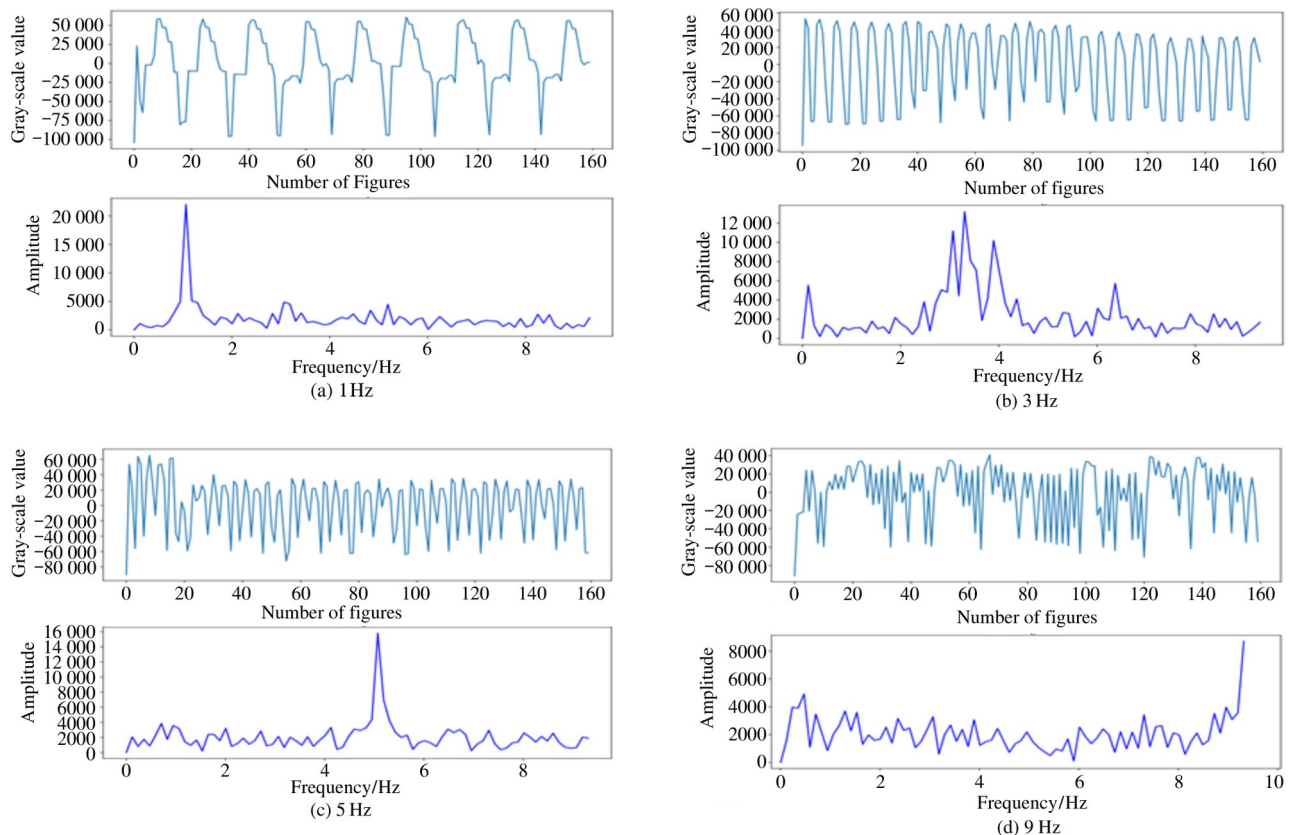 Gray-scale value
50 000
25 000
0
−25 000
−50 000
−75 000
−100 000
0 20 40 60 80 100 120 140 160
Number of Figures
Amplitude
20 000
15 000
10 000
5000
0
0 2 4 6 8
Frequency/Hz
(a) 1Hz
Gray-scale value
60 000
40 000
20 000
0
−20 000
−40 000
−60 000
−80 000
−100 000
0 20 40 60 80 100 120 140 160
Number of figures
Amplitude
12 000
10 000
8000
6000
4000
2000
0
0 2 4 6 8
Frequency/Hz
(b) 3 Hz
Gray-scale value
60 000
40 000
20 000
0
−20 000
−40 000
−60 000
−80 000
0 20 40 60 80 100 120 140 160
Number of figures
Amplitude
16 000
14 000
12 000
10 000
8000
6000
4000
2000
0
0 2 4 6 8
Frequency/Hz
(c) 5 Hz
Gray-scale value
40 000
20 000
0
−20 000
−40 000
−60 000
−80 000
0 20 40 60 80 100 120 140 160
Number of figures
Amplitude
8000
6000
4000
2000
0
0 2 4 6 8 10
Frequency/Hz
(d) 9 Hz